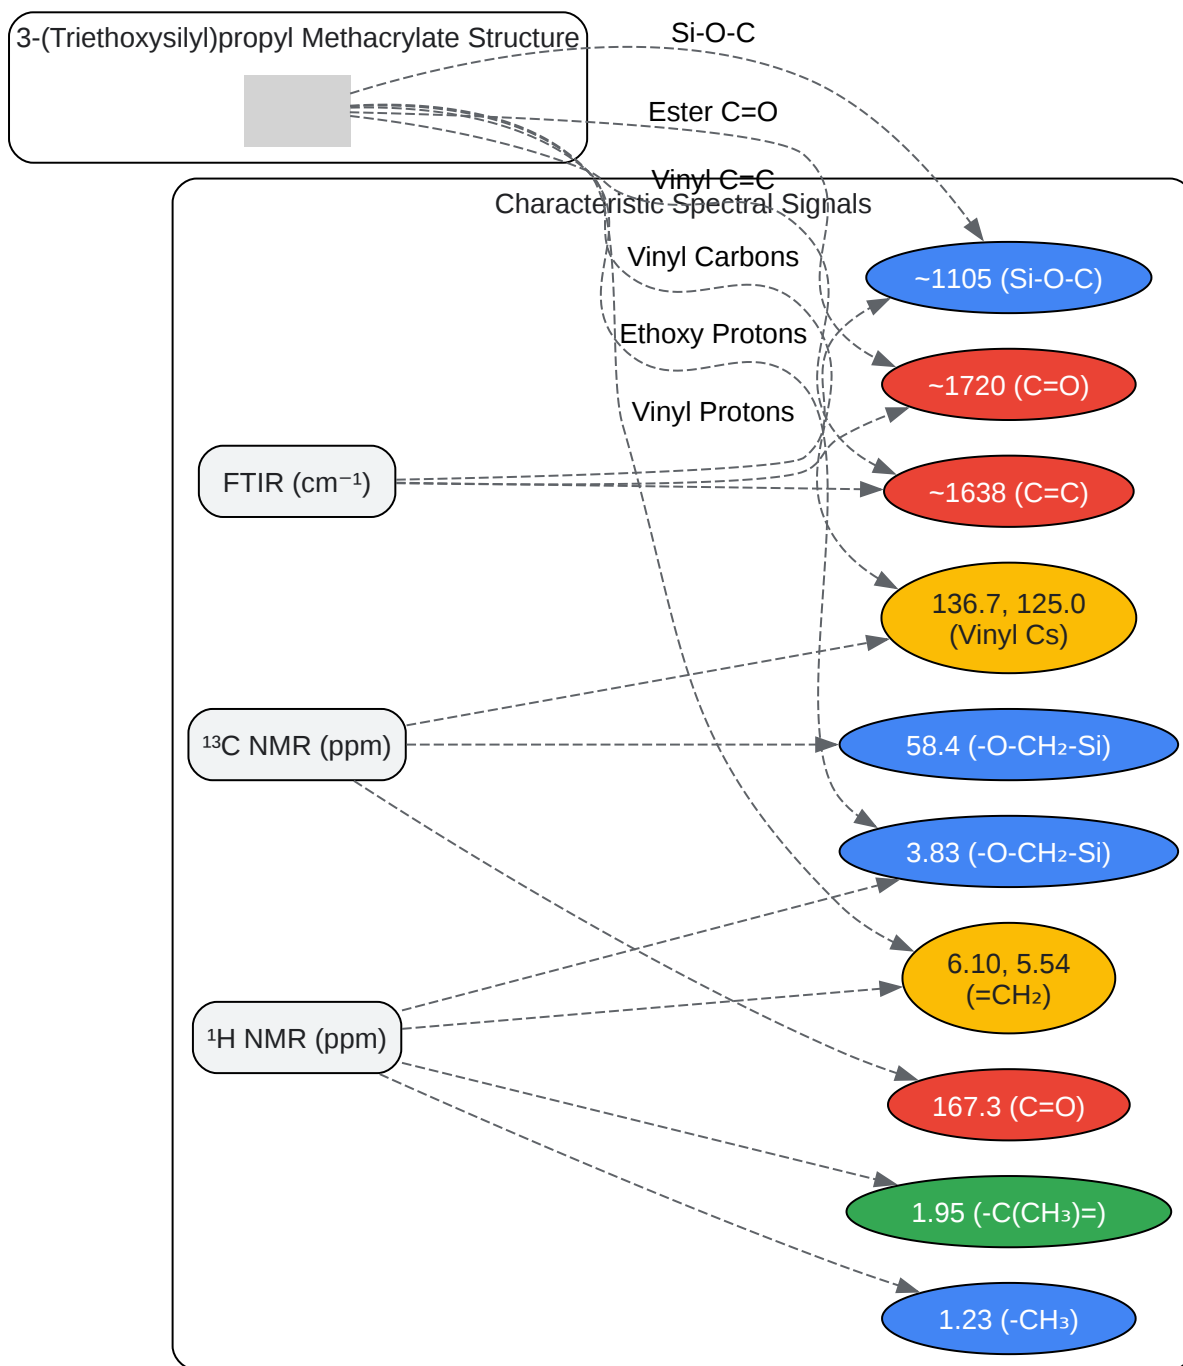 3-(Triethoxysilyl)propyl Methacrylate Structure
Si-O-C
Ester C=O
Vinyl C=C
Characteristic Spectral Signals
Vinyl Carbons
Ethoxy Protons
Vinyl Protons
FTIR (cm⁻¹)
¹³C NMR (ppm)
¹H NMR (ppm)
~1105 (Si-O-C)
~1720 (C=O)
~1638 (C=C)
136.7, 125.0
(Vinyl Cs)
58.4 (-O-CH₂-Si)
3.83 (-O-CH₂-Si)
6.10, 5.54
(=CH₂)
167.3 (C=O)
1.95 (-C(CH₃)=)
1.23 (-CH₃)